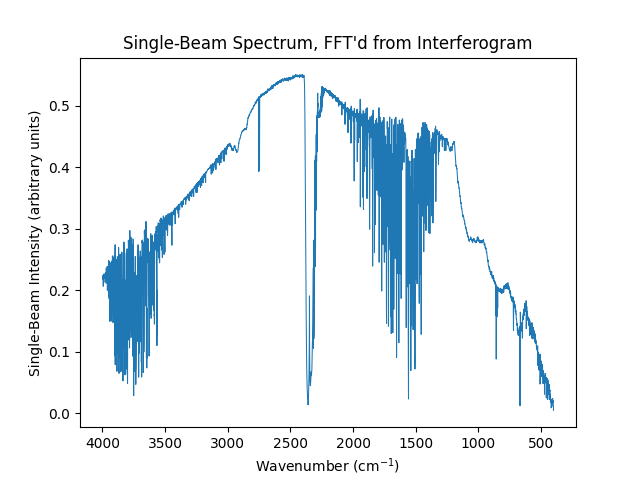 Single-Beam Spectrum, FFT'd from Interferogram
Single-Beam Intensity (arbitrary units)
0.5
0.4
0.3
0.2
0.1
0.0
4000 3500 3000 2500 2000 1500 1000 500
Wavenumber (cm⁻¹)